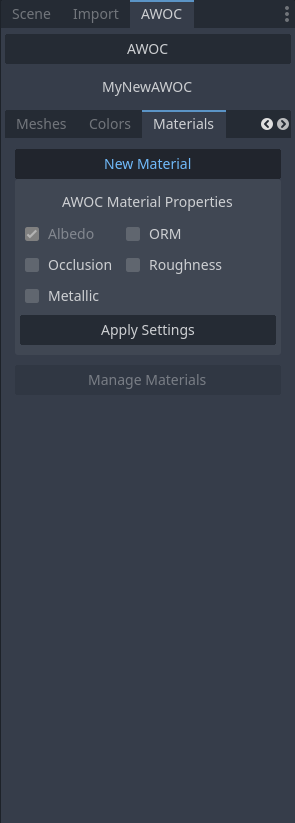 Scene Import AWOC
AWOC
MyNewAWOC
Meshes Colors Materials
New Material
AWOC Material Properties
Albedo ORM
Occlusion Roughness
Metallic
Apply Settings
Manage Materials